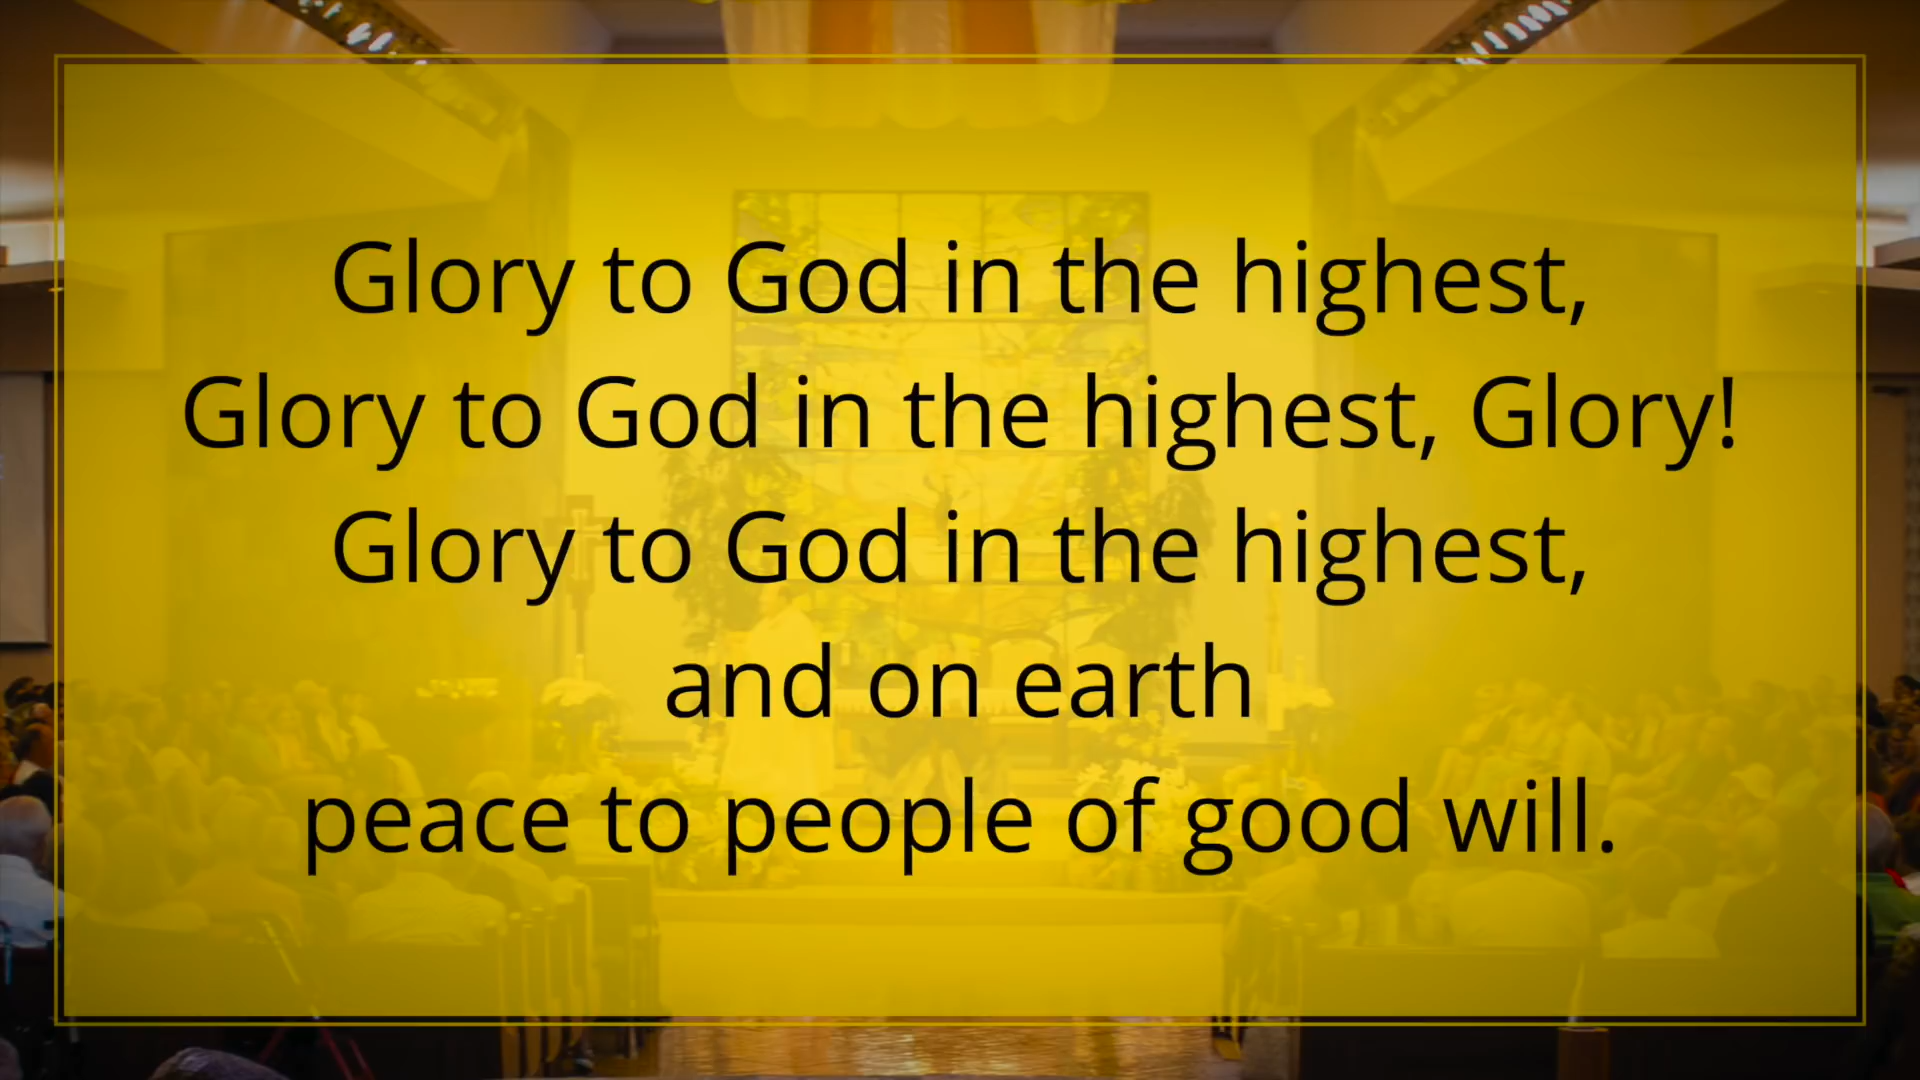 Glory to God in the highest,
Glory to God in the highest, Glory!
Glory to God in the highest,
and on earth
peace to people of good will.